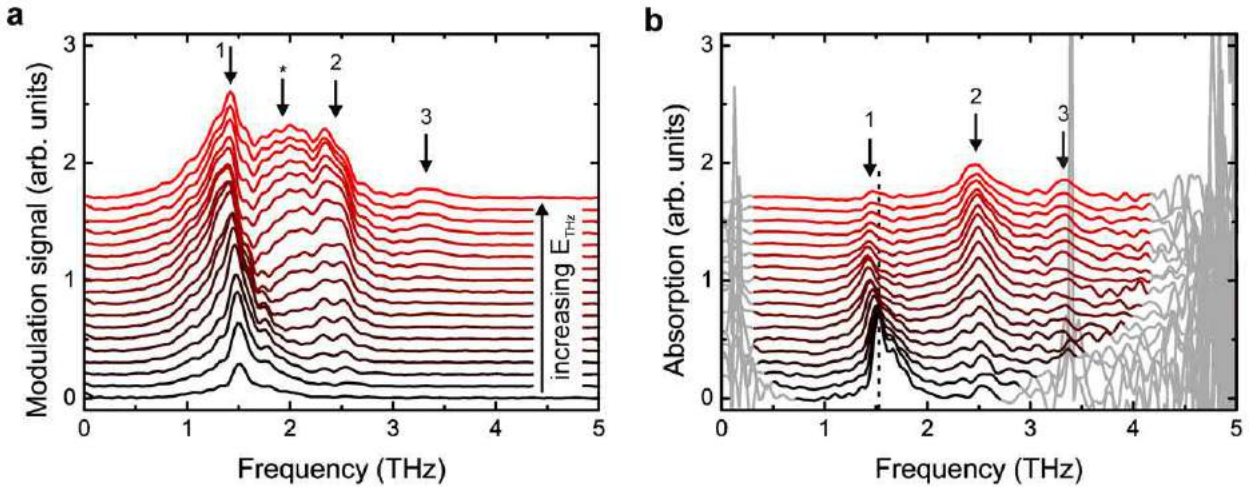 a
3
2
1
0
Modulation signal (arb. units)
1
*
2
3
increasing E_THz
0 1 2 3 4 5
Frequency (THz)
b
3
2
1
0
Absorption (arb. units)
1
2
3
0 1 2 3 4 5
Frequency (THz)